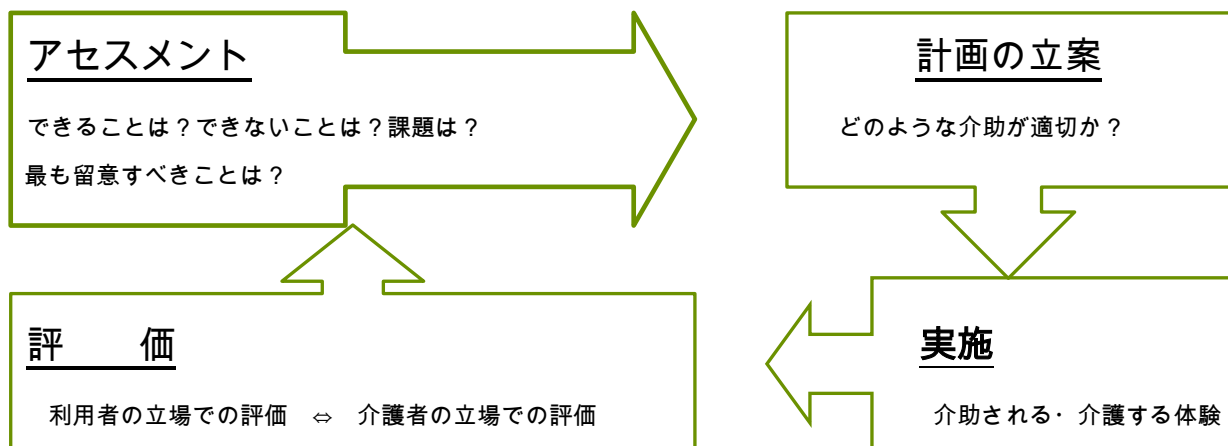 アセスメント
できることは？できないことは？課題は？
最も留意すべきことは？
計画の立案
どのような介助が適切か？
評　　価
利用者の立場での評価　⇔　介護者の立場での評価
実施
介助される・介護する体験